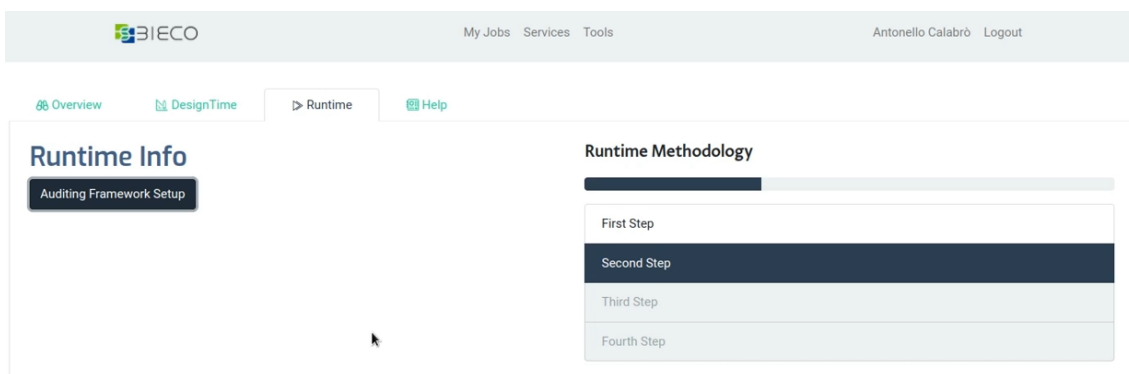 BIECO
My Jobs Services Tools
Antonello Calabrò Logout
Overview DesignTime Runtime Help
Runtime Info
Auditing Framework Setup
Runtime Methodology
First Step
Second Step
Third Step
Fourth Step